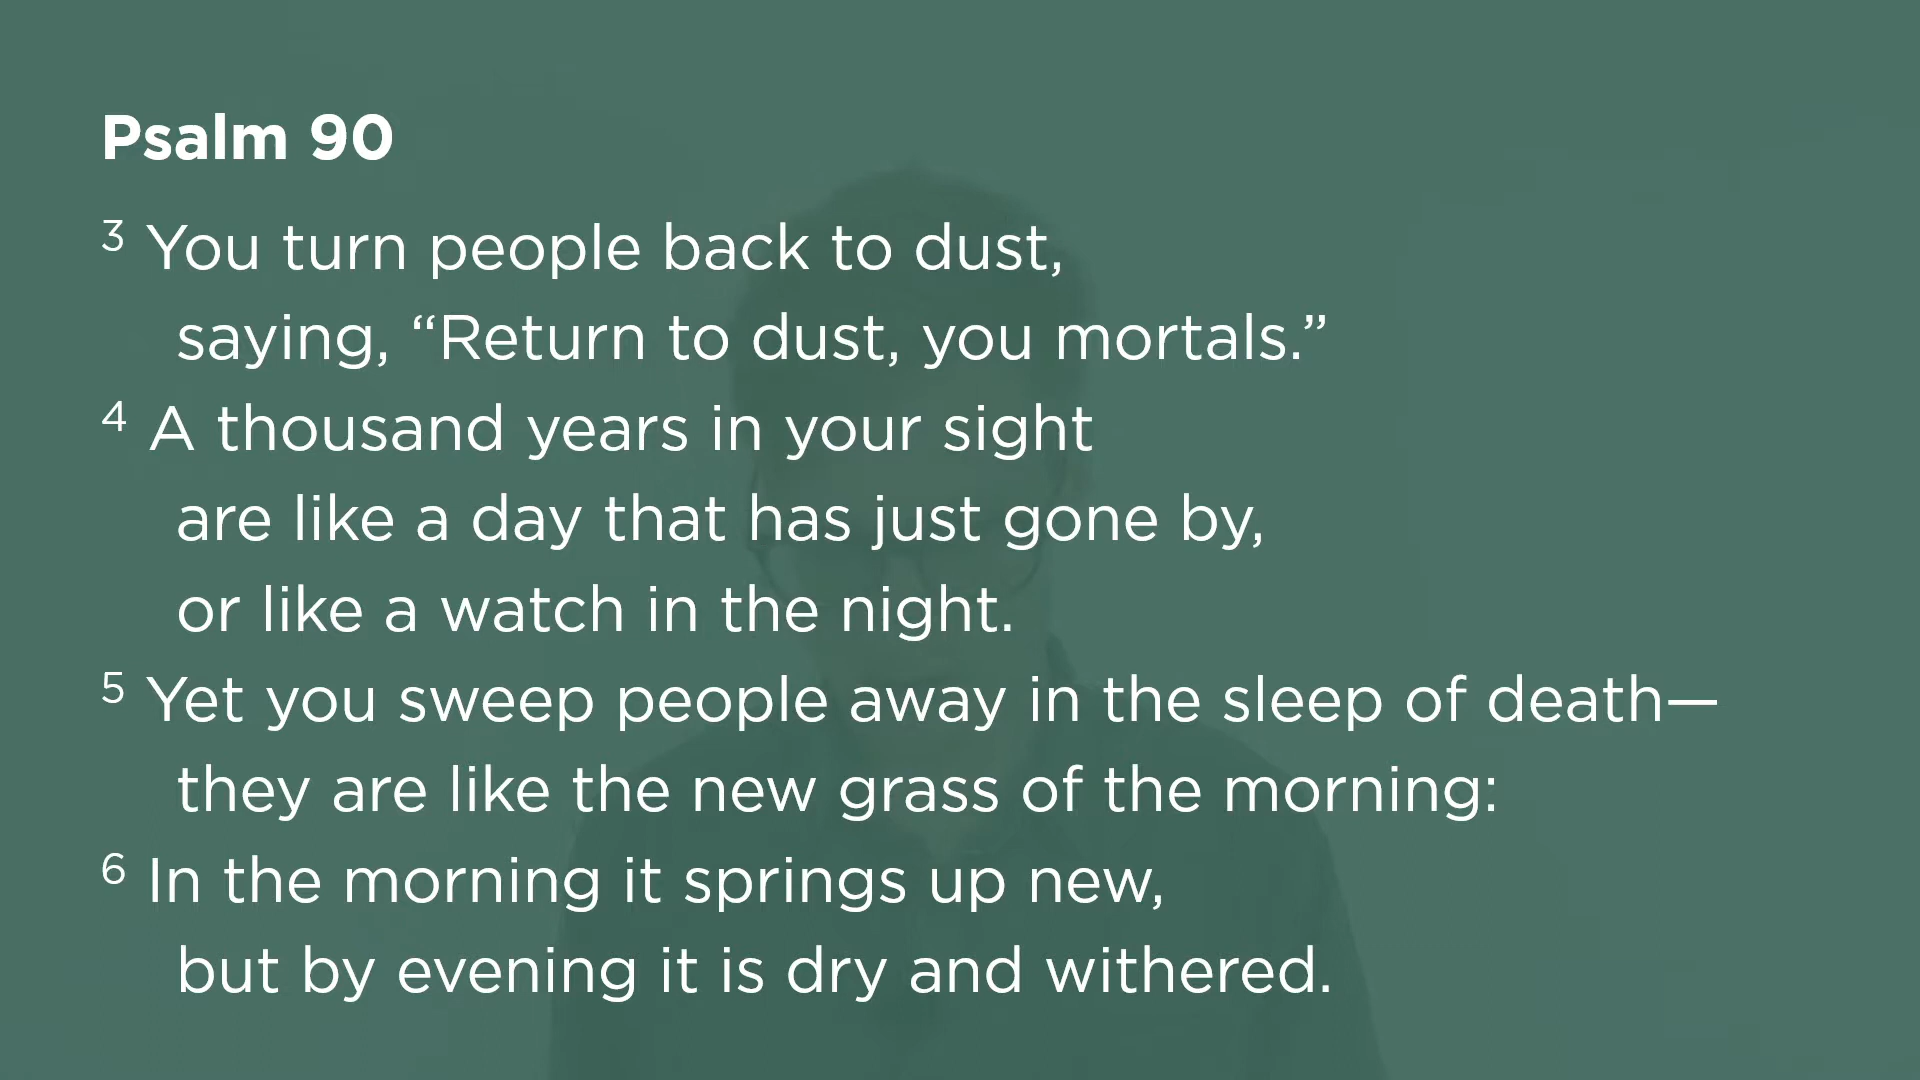 Psalm 90
3 You turn people back to dust,
saying, “Return to dust, you mortals.”
4 A thousand years in your sight
are like a day that has just gone by,
or like a watch in the night.
5 Yet you sweep people away in the sleep of death—
they are like the new grass of the morning:
6 In the morning it springs up new,
but by evening it is dry and withered.